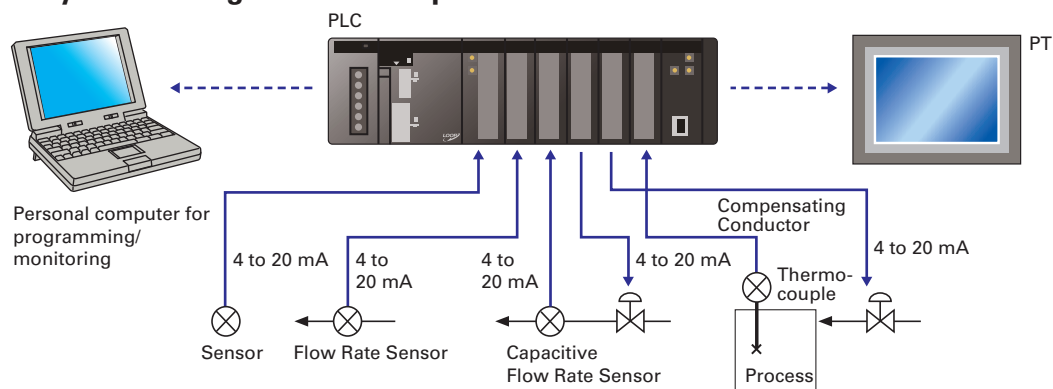 PLC
PT
Personal computer for
programming/
monitoring
Compensating
Conductor
4 to 20 mA
4 to
20 mA
4 to
20 mA
4 to 20 mA
4 to 20 mA
Thermo-
couple
Sensor
Flow Rate Sensor
Capacitive
Flow Rate Sensor
Process